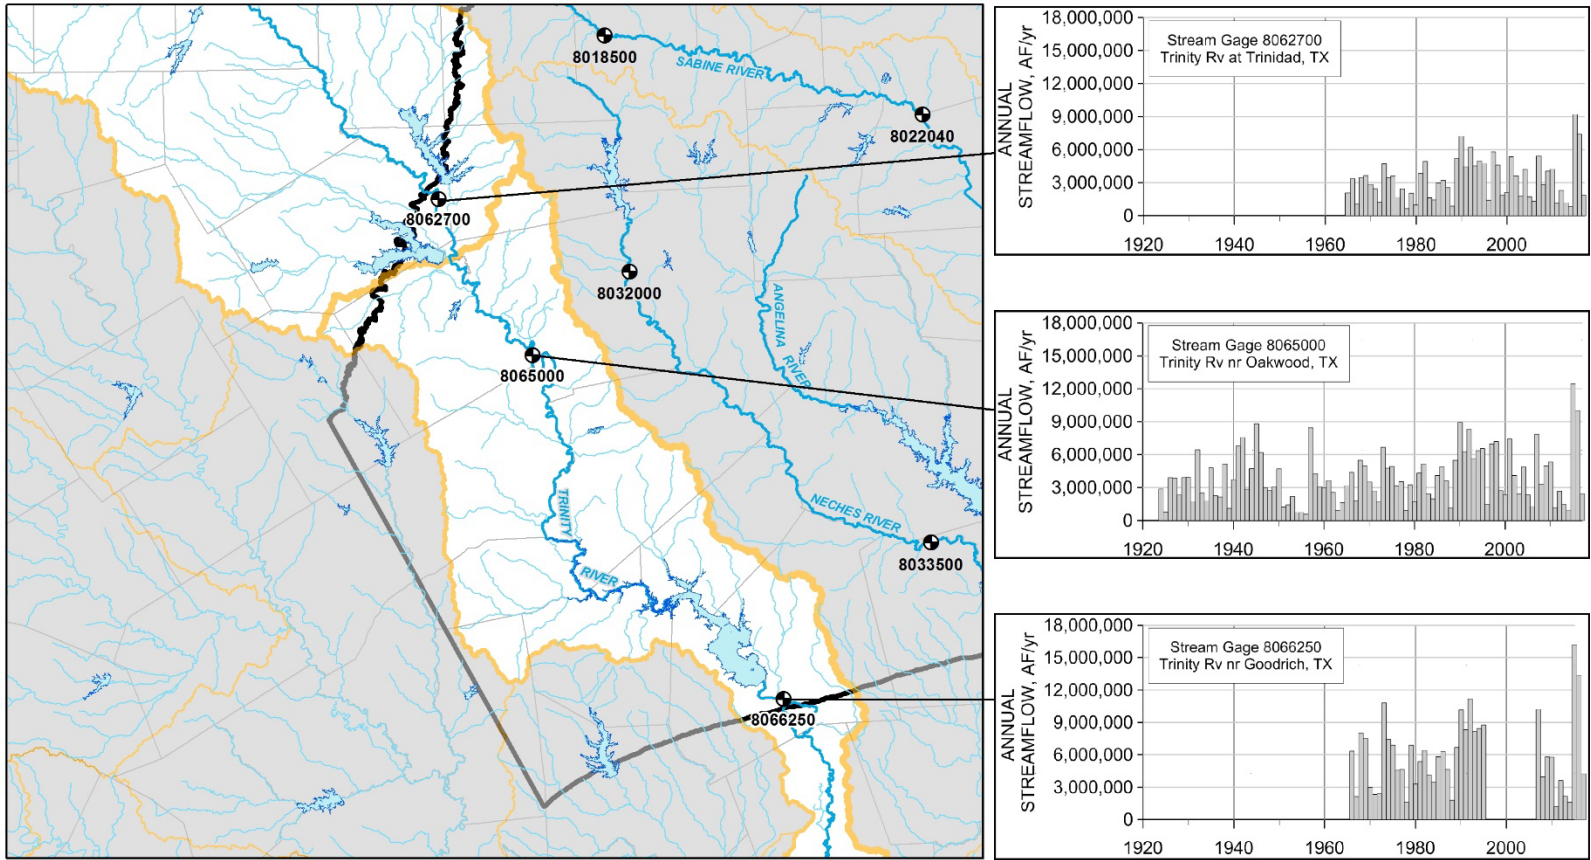 8018500
SABINE RIVER
8022040
8062700
8032000
ANGELINA
RIVER
8065000
TRINITY
RIVER
NECHES RIVER
8033500
8066250
ANNUAL
STREAMFLOW, AF/yr
18,000,000
15,000,000
12,000,000
9,000,000
6,000,000
3,000,000
0
Stream Gage 8062700
Trinity Rv at Trinidad, TX
1920 1940 1960 1980 2000
ANNUAL
STREAMFLOW, AF/yr
18,000,000
15,000,000
12,000,000
9,000,000
6,000,000
3,000,000
0
Stream Gage 8065000
Trinity Rv nr Oakwood, TX
1920 1940 1960 1980 2000
ANNUAL
STREAMFLOW, AF/yr
18,000,000
15,000,000
12,000,000
9,000,000
6,000,000
3,000,000
0
Stream Gage 8066250
Trinity Rv nr Goodrich, TX
1920 1940 1960 1980 2000